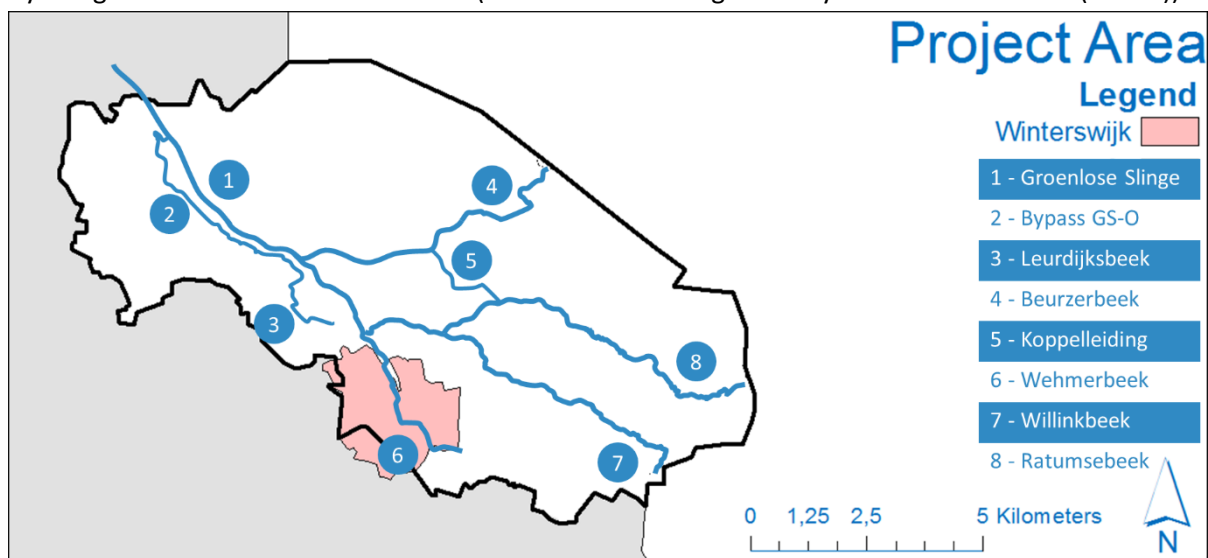 Project Area
Legend
Winterswijk
1 - Groenlose Slinge
2 - Bypass GS-O
3 - Leurdijksbeek
4 - Beurzerbeek
5 - Koppelleiding
6 - Wehmerbeek
7 - Willinkbeek
8 - Ratumsebeek
1
2
3
4
5
6
7
8
0 1,25 2,5 5 Kilometers
N